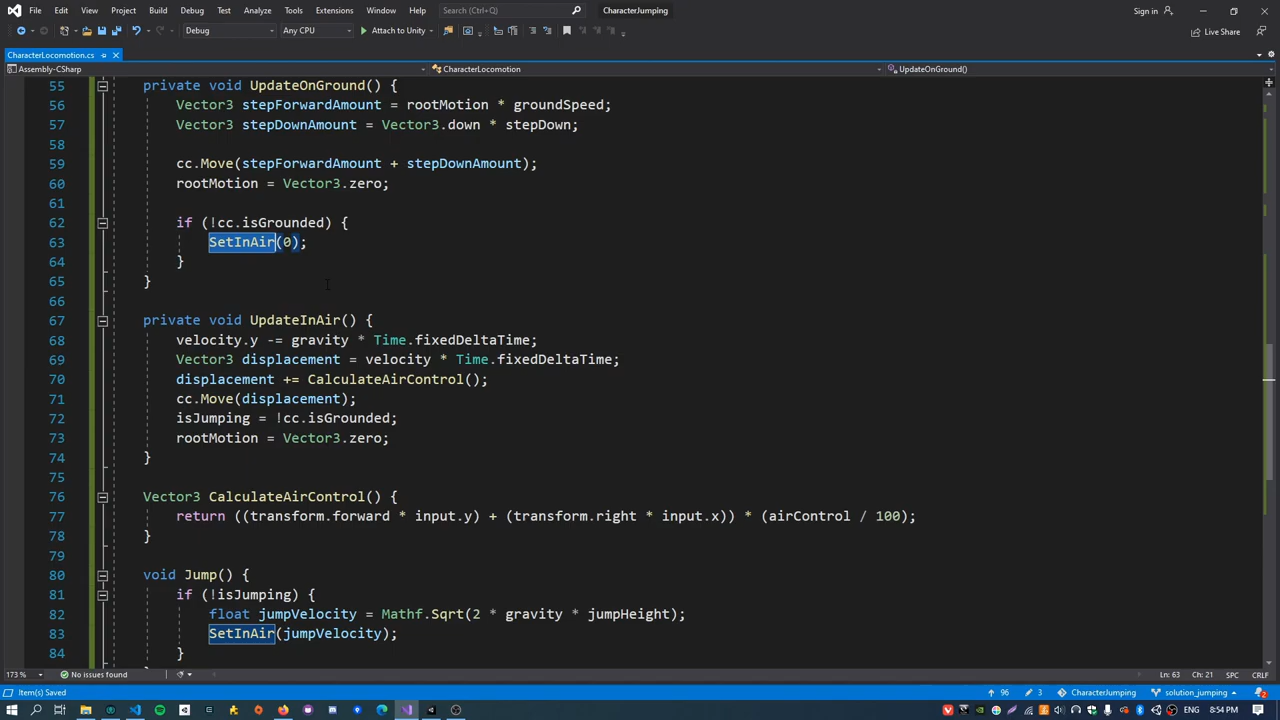 File Edit View Project Build Debug Test Analyze Tools Extensions Window Help Search (Ctrl+Q) CharacterJumping Sign in
Debug Any CPU Attach to Unity Live Share
CharacterLocomotion.cs
Assembly-CSharp CharacterLocomotion UpdateOnGround()
55 private void UpdateOnGround() {
56 Vector3 stepForwardAmount = rootMotion * groundSpeed;
57 Vector3 stepDownAmount = Vector3.down * stepDown;
58
59 cc.Move(stepForwardAmount + stepDownAmount);
60 rootMotion = Vector3.zero;
61
62 if (!cc.isGrounded) {
63 SetInAir(0);
64 }
65 }
66
67 private void UpdateInAir() {
68 velocity.y -= gravity * Time.fixedDeltaTime;
69 Vector3 displacement = velocity * Time.fixedDeltaTime;
70 displacement += CalculateAirControl();
71 cc.Move(displacement);
72 isJumping = !cc.isGrounded;
73 rootMotion = Vector3.zero;
74 }
75
76 Vector3 CalculateAirControl() {
77 return ((transform.forward * input.y) + (transform.right * input.x)) * (airControl / 100);
78 }
79
80 void Jump() {
81 if (!isJumping) {
82 float jumpVelocity = Mathf.Sqrt(2 * gravity * jumpHeight);
83 SetInAir(jumpVelocity);
84 }
173 % No issues found Ln: 63 Ch: 21 SPC CRLF
Item(s) Saved 96 3 CharacterJumping solution_jumping 2
ENG 8:54 PM